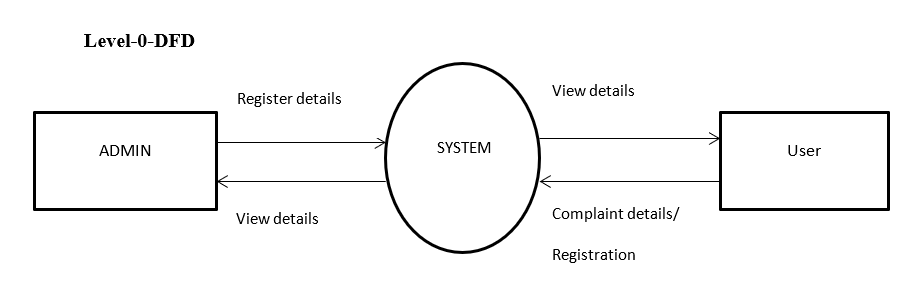 Level-0-DFD
Register details
View details
ADMIN
SYSTEM
User
View details
Complaint details/
Registration